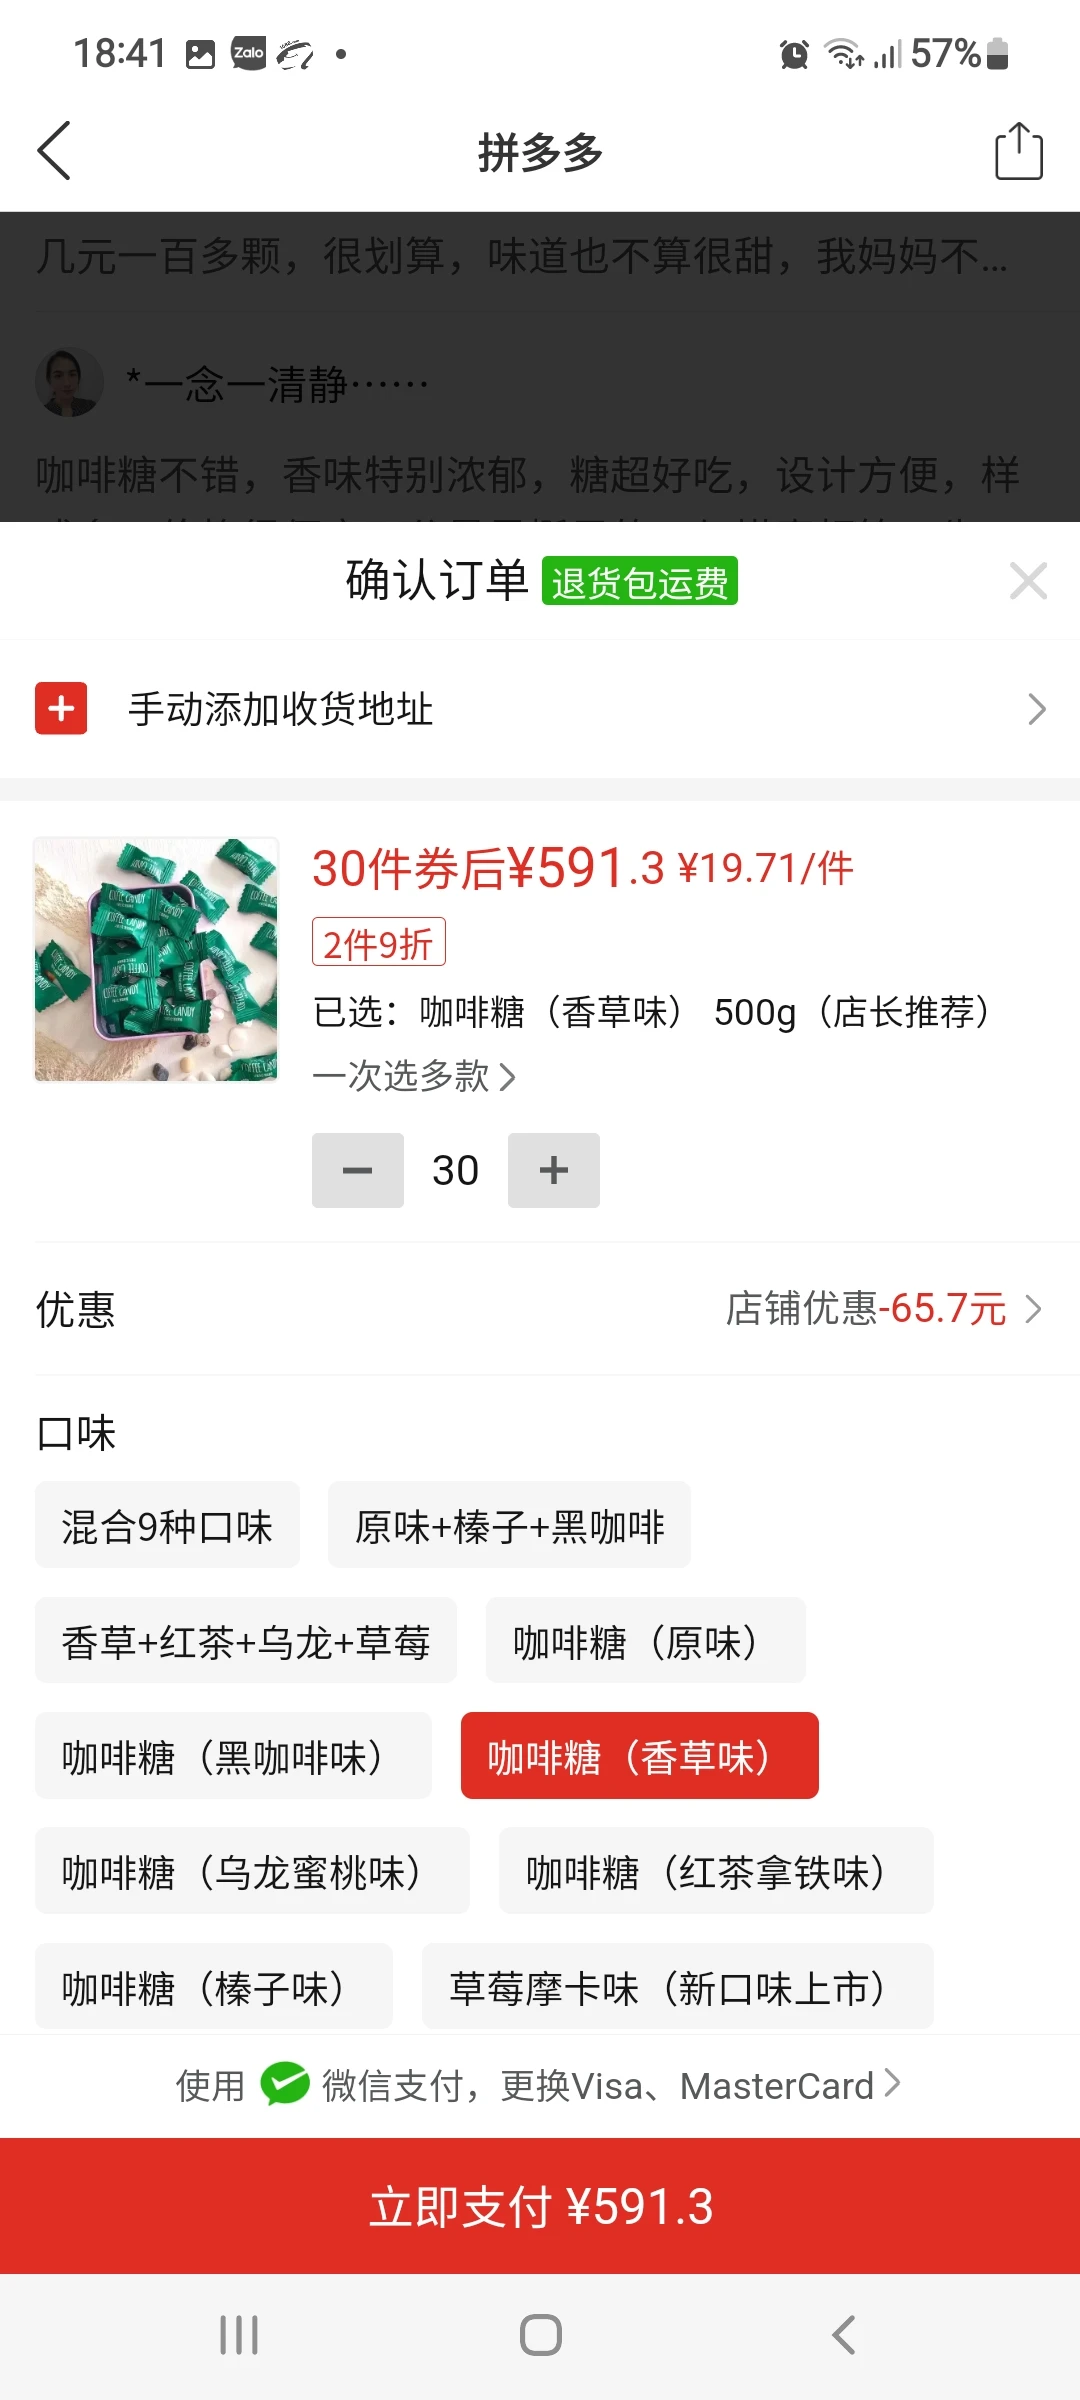 18:41 Zalo 57%
拼多多
几元一百多颗，很划算，味道也不算很甜，我妈妈不...
*一念一清静······
咖啡糖不错，香味特别浓郁，糖超好吃，设计方便，样
确认订单 退货包运费
手动添加收货地址
30件券后¥591.3 ¥19.71/件
2件9折
已选：咖啡糖（香草味） 500g（店长推荐）
一次选多款
30
优惠 店铺优惠-65.7元
口味
混合9种口味 原味+榛子+黑咖啡
香草+红茶+乌龙+草莓 咖啡糖（原味）
咖啡糖（黑咖啡味） 咖啡糖（香草味）
咖啡糖（乌龙蜜桃味） 咖啡糖（红茶拿铁味）
咖啡糖（榛子味） 草莓摩卡味（新口味上市）
使用 微信支付，更换Visa、MasterCard
立即支付 ¥591.3